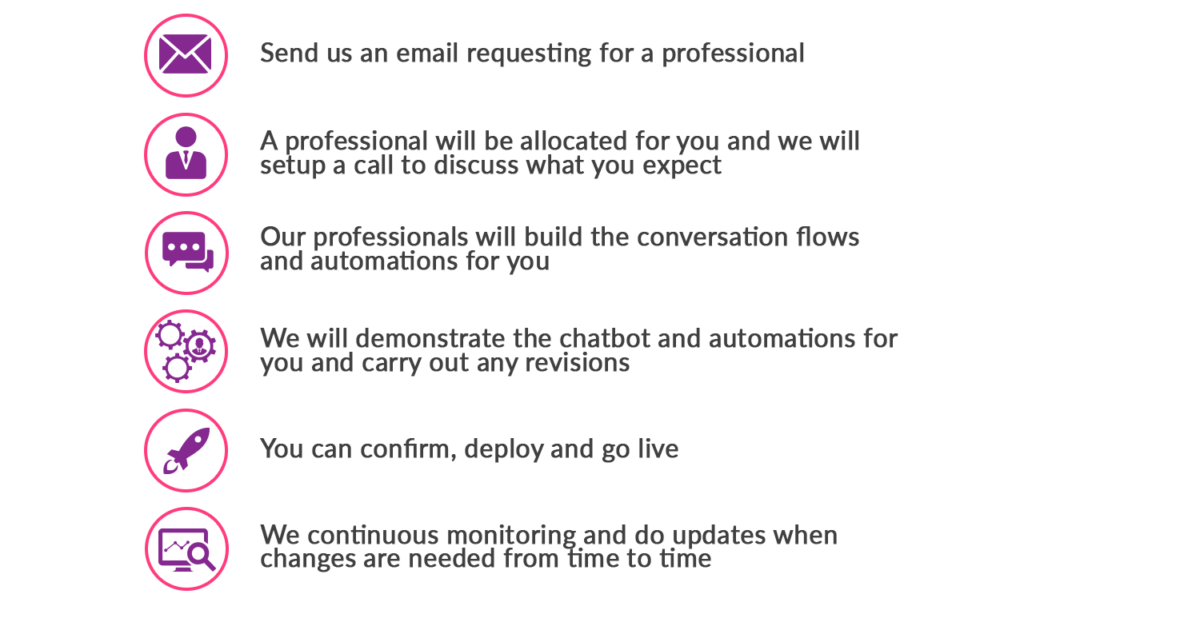 Send us an email requesting for a professional
A professional will be allocated for you and we will
setup a call to discuss what you expect
Our professionals will build the conversation flows
and automations for you
We will demonstrate the chatbot and automations for
you and carry out any revisions
You can confirm, deploy and go live
We continuous monitoring and do updates when
changes are needed from time to time